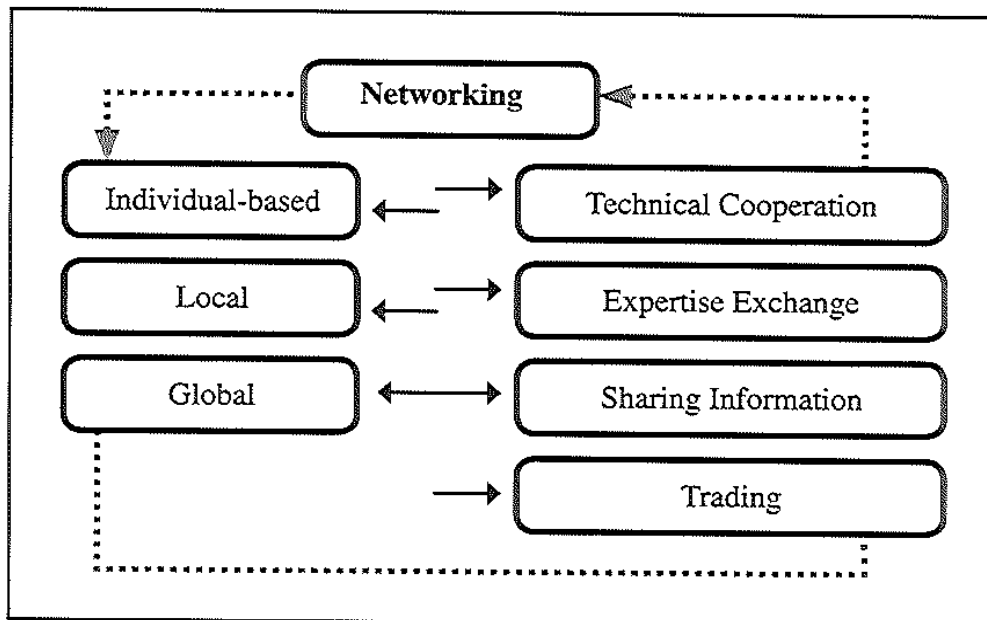 Networking
Individual-based
Technical Cooperation
Local
Expertise Exchange
Global
Sharing Information
Trading